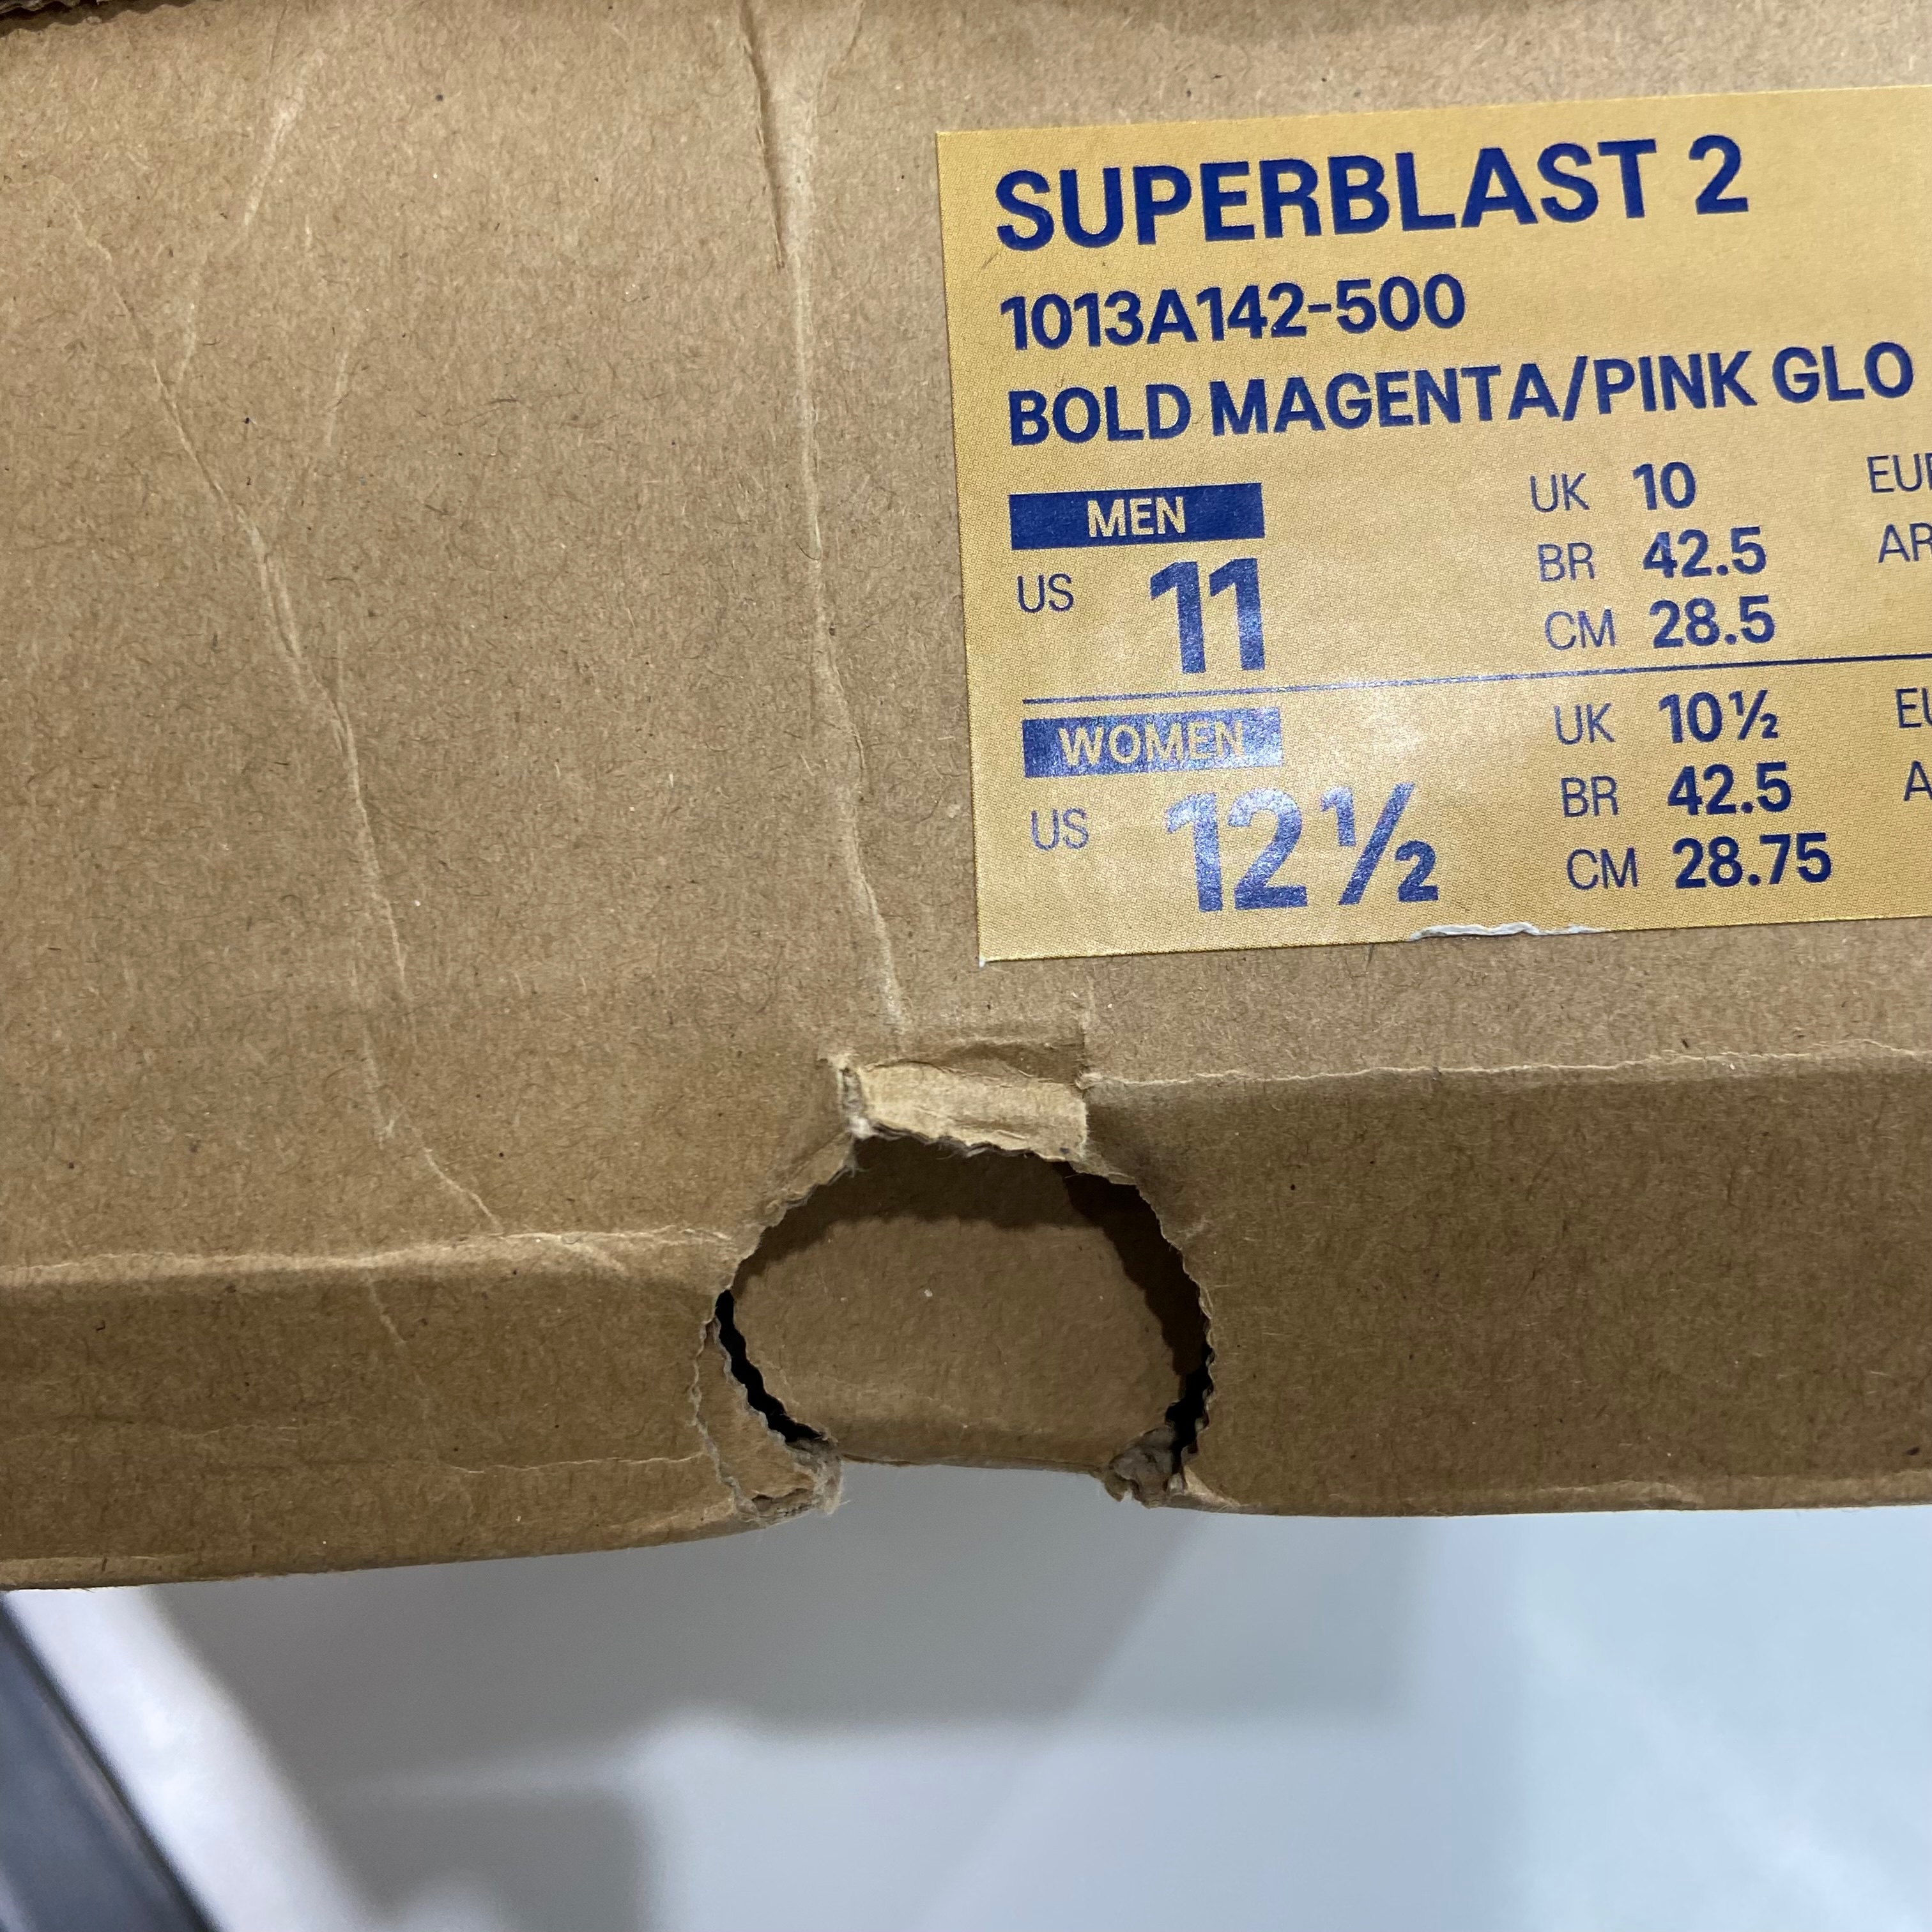 SUPERBLAST 2
1013A142-500
BOLD MAGENTA/PINK GLO
MEN
US 11
UK 10
BR 42.5
AR
CM 28.5
WOMEN
US 12½
UK 10½
BR 42.5
CM 28.75